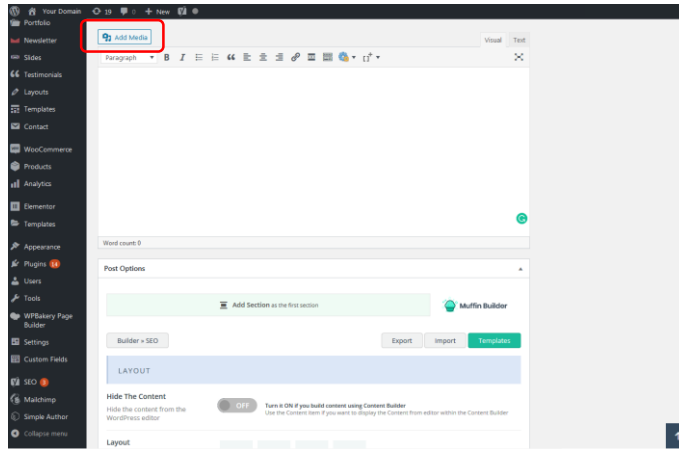 Your Domain 19 0 + New
Portfolio
Newsletter
Slides
Testimonials
Layouts
Templates
Contact
WooCommerce
Products
Analytics
Elementor
Templates
Appearance
Plugins 14
Users
Tools
WPBakery Page
Builder
Settings
Custom Fields
SEO
Mailchimp
Simple Author
Collapse menu
Add Media
Visual Text
Paragraph B I
Word count: 0
Post Options
Add Section as the first section
Muffin Builder
Builder » SEO Export Import Templates
LAYOUT
Hide The Content
Hide the content from the
WordPress editor
OFF
Turn it ON if you build content using Content Builder
Use the Content item if you want to display the Content from editor within the Content Builder
Layout